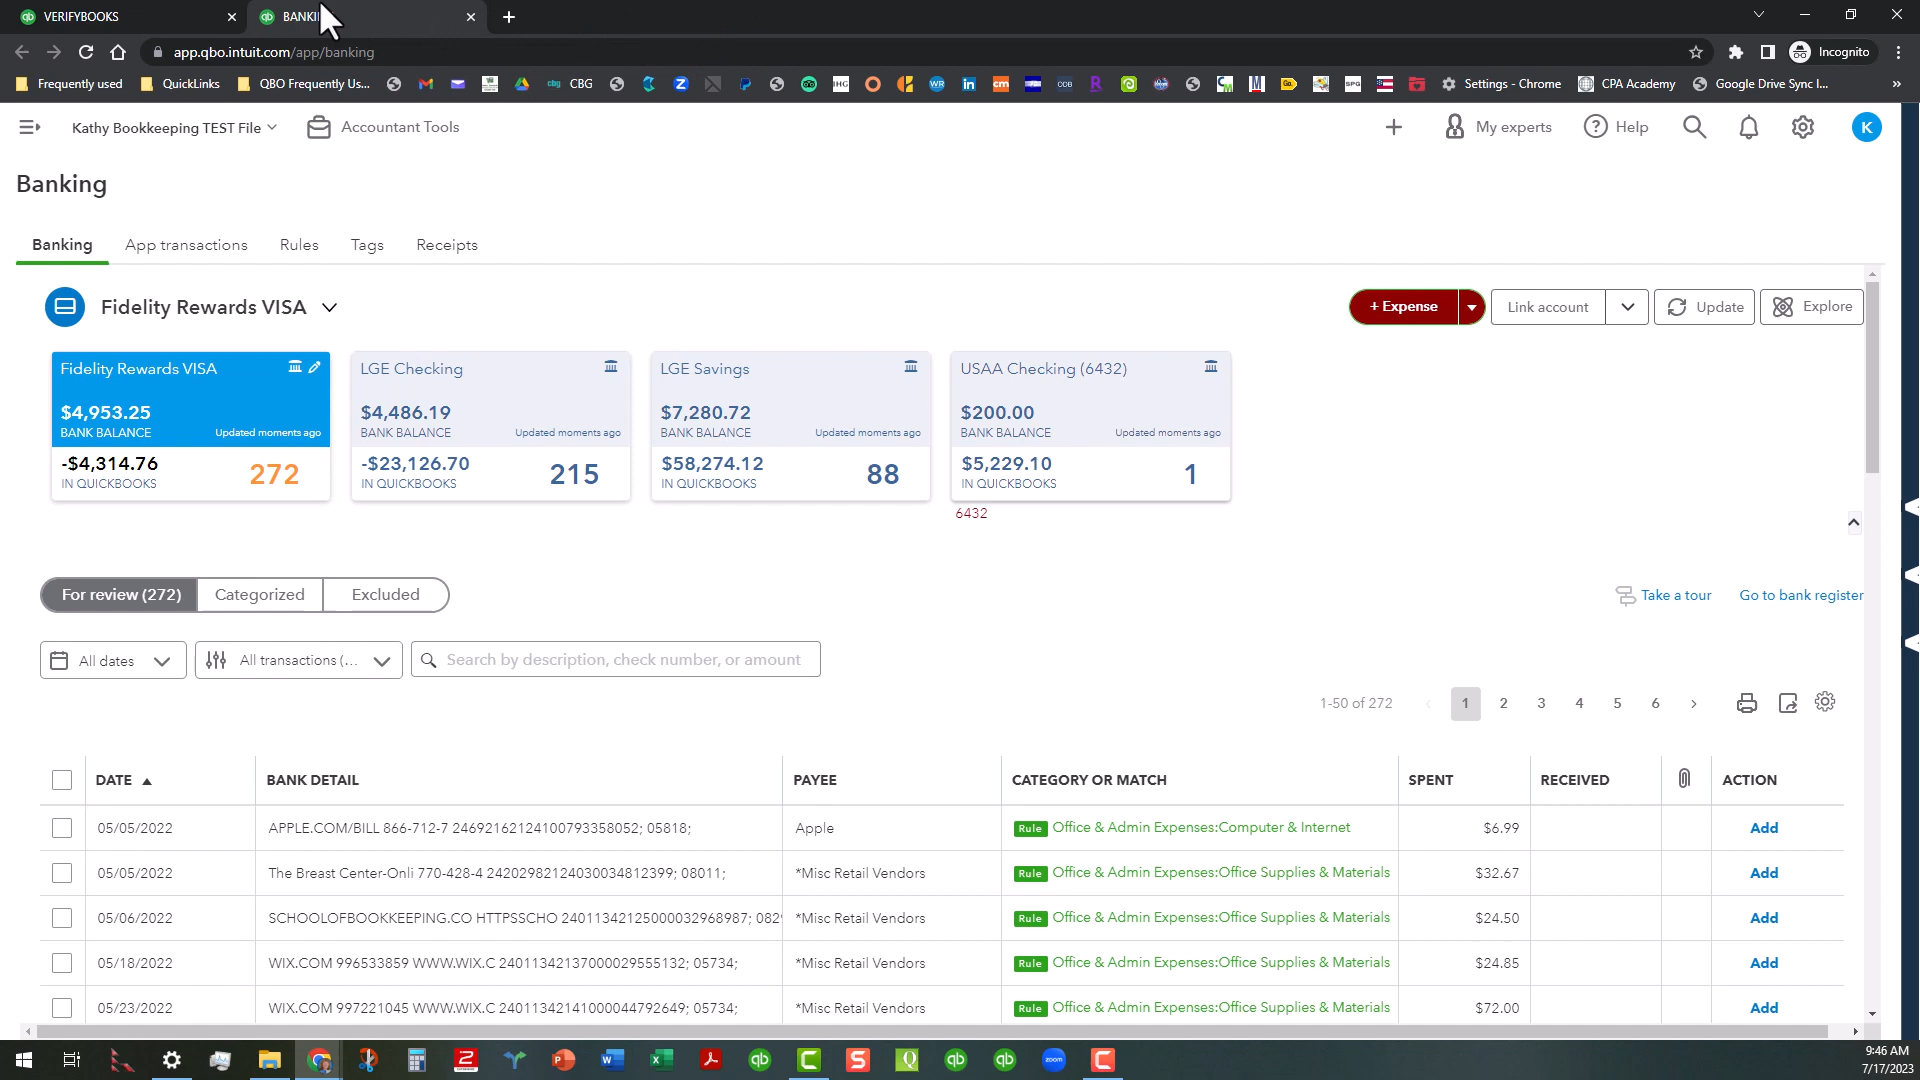 VERIFYBOOKS
BANKI
app.qbo.intuit.com/app/banking
Incognito
Frequently used
QuickLinks
QBO Frequently Us...
CBG
Settings - Chrome
CPA Academy
Google Drive Sync I...
Kathy Bookkeeping TEST File
Accountant Tools
My experts
Help
K
Banking
Banking
App transactions
Rules
Tags
Receipts
Fidelity Rewards VISA
+ Expense
Link account
Update
Explore
Fidelity Rewards VISA
$4,953.25
BANK BALANCE
Updated moments ago
-$4,314.76
IN QUICKBOOKS
272
LGE Checking
$4,486.19
BANK BALANCE
Updated moments ago
-$23,126.70
IN QUICKBOOKS
215
LGE Savings
$7,280.72
BANK BALANCE
Updated moments ago
$58,274.12
IN QUICKBOOKS
88
USAA Checking (6432)
$200.00
BANK BALANCE
Updated moments ago
$5,229.10
IN QUICKBOOKS
1
6432
For review (272)
Categorized
Excluded
Take a tour
Go to bank register
All dates
All transactions (...
Search by description, check number, or amount
1-50 of 272
1 2 3 4 5 6
DATE BANK DETAIL PAYEE CATEGORY OR MATCH SPENT RECEIVED ACTION
05/05/2022 APPLE.COM/BILL 866-712-7 24692162124100793358052; 05818; Apple Rule Office & Admin Expenses:Computer & Internet $6.99 Add
05/05/2022 The Breast Center-Onli 770-428-4 24202982124030034812399; 08011; *Misc Retail Vendors Rule Office & Admin Expenses:Office Supplies & Materials $32.67 Add
05/06/2022 SCHOOLOFBOOKKEEPING.CO HTTPSSCHO 24011342125000032968987; 082 *Misc Retail Vendors Rule Office & Admin Expenses:Office Supplies & Materials $24.50 Add
05/18/2022 WIX.COM 996533859 WWW.WIX.C 24011342137000029555132; 05734; *Misc Retail Vendors Rule Office & Admin Expenses:Office Supplies & Materials $24.85 Add
05/23/2022 WIX.COM 997221045 WWW.WIX.C 24011342141000044792649; 05734; *Misc Retail Vendors Rule Office & Admin Expenses:Office Supplies & Materials $72.00 Add
9:46 AM
7/17/2023